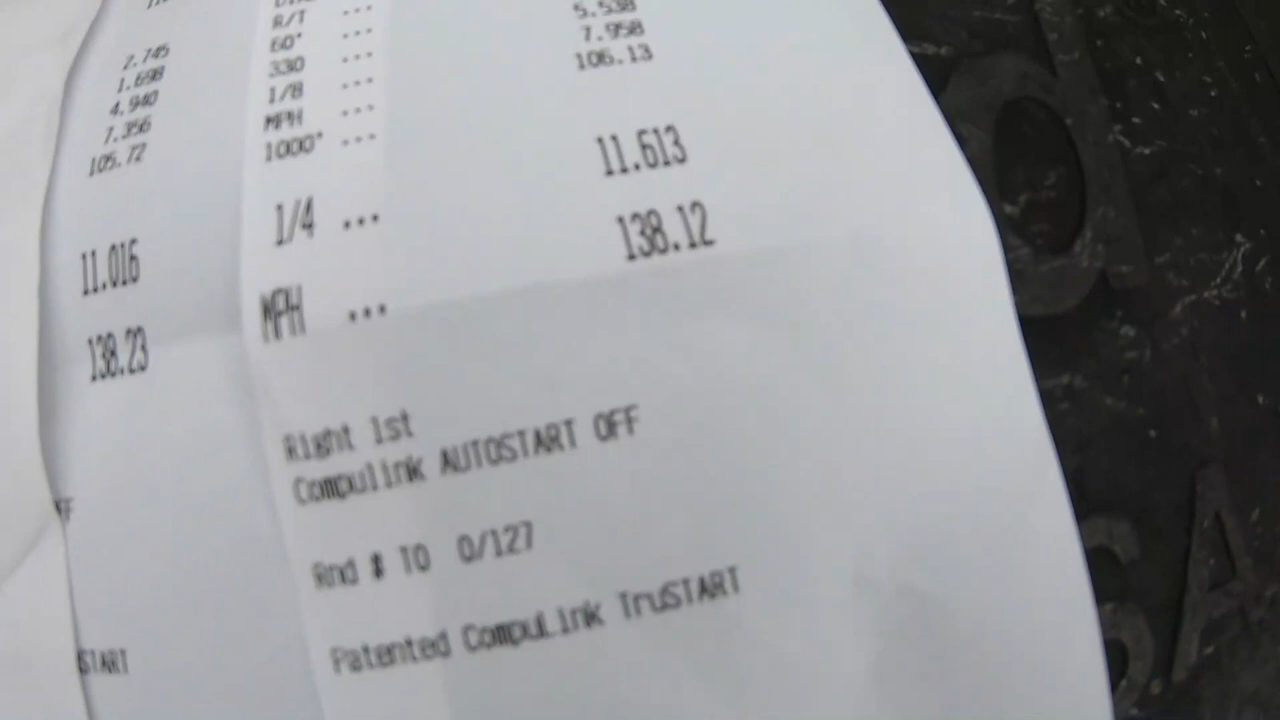 R/T ...
60' ...
330 ...
1/8 ...
MPH ...
1000' ...
1/4 ...
MPH ...
5.538
7.958
106.13
11.613
138.12
2.745
1.698
4.940
7.356
105.72
11.016
138.23
Right 1st
Compulink AUTOSTART OFF
Rnd $ TO 0/127
Patented CompuLink TruSTART
START